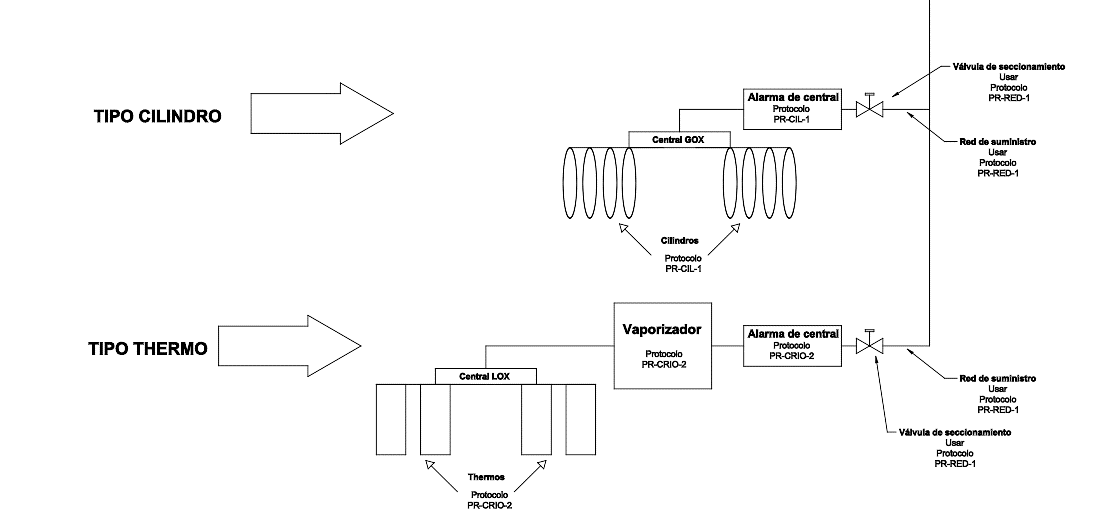 Válvula de seccionamiento
Usar
Protocolo
PR-RED-1
TIPO CILINDRO
Alarma de central
Protocolo
PR-CIL-1
Central GOX
Red de suministro
Usar
Protocolo
PR-RED-1
Cilindros
Protocolo
PR-CIL-1
TIPO THERMO
Vaporizador
Protocolo
PR-CRIO-2
Alarma de central
Protocolo
PR-CRIO-2
Central LOX
Red de suministro
Usar
Protocolo
PR-RED-1
Válvula de seccionamiento
Usar
Protocolo
PR-RED-1
Thermos
Protocolo
PR-CRIO-2